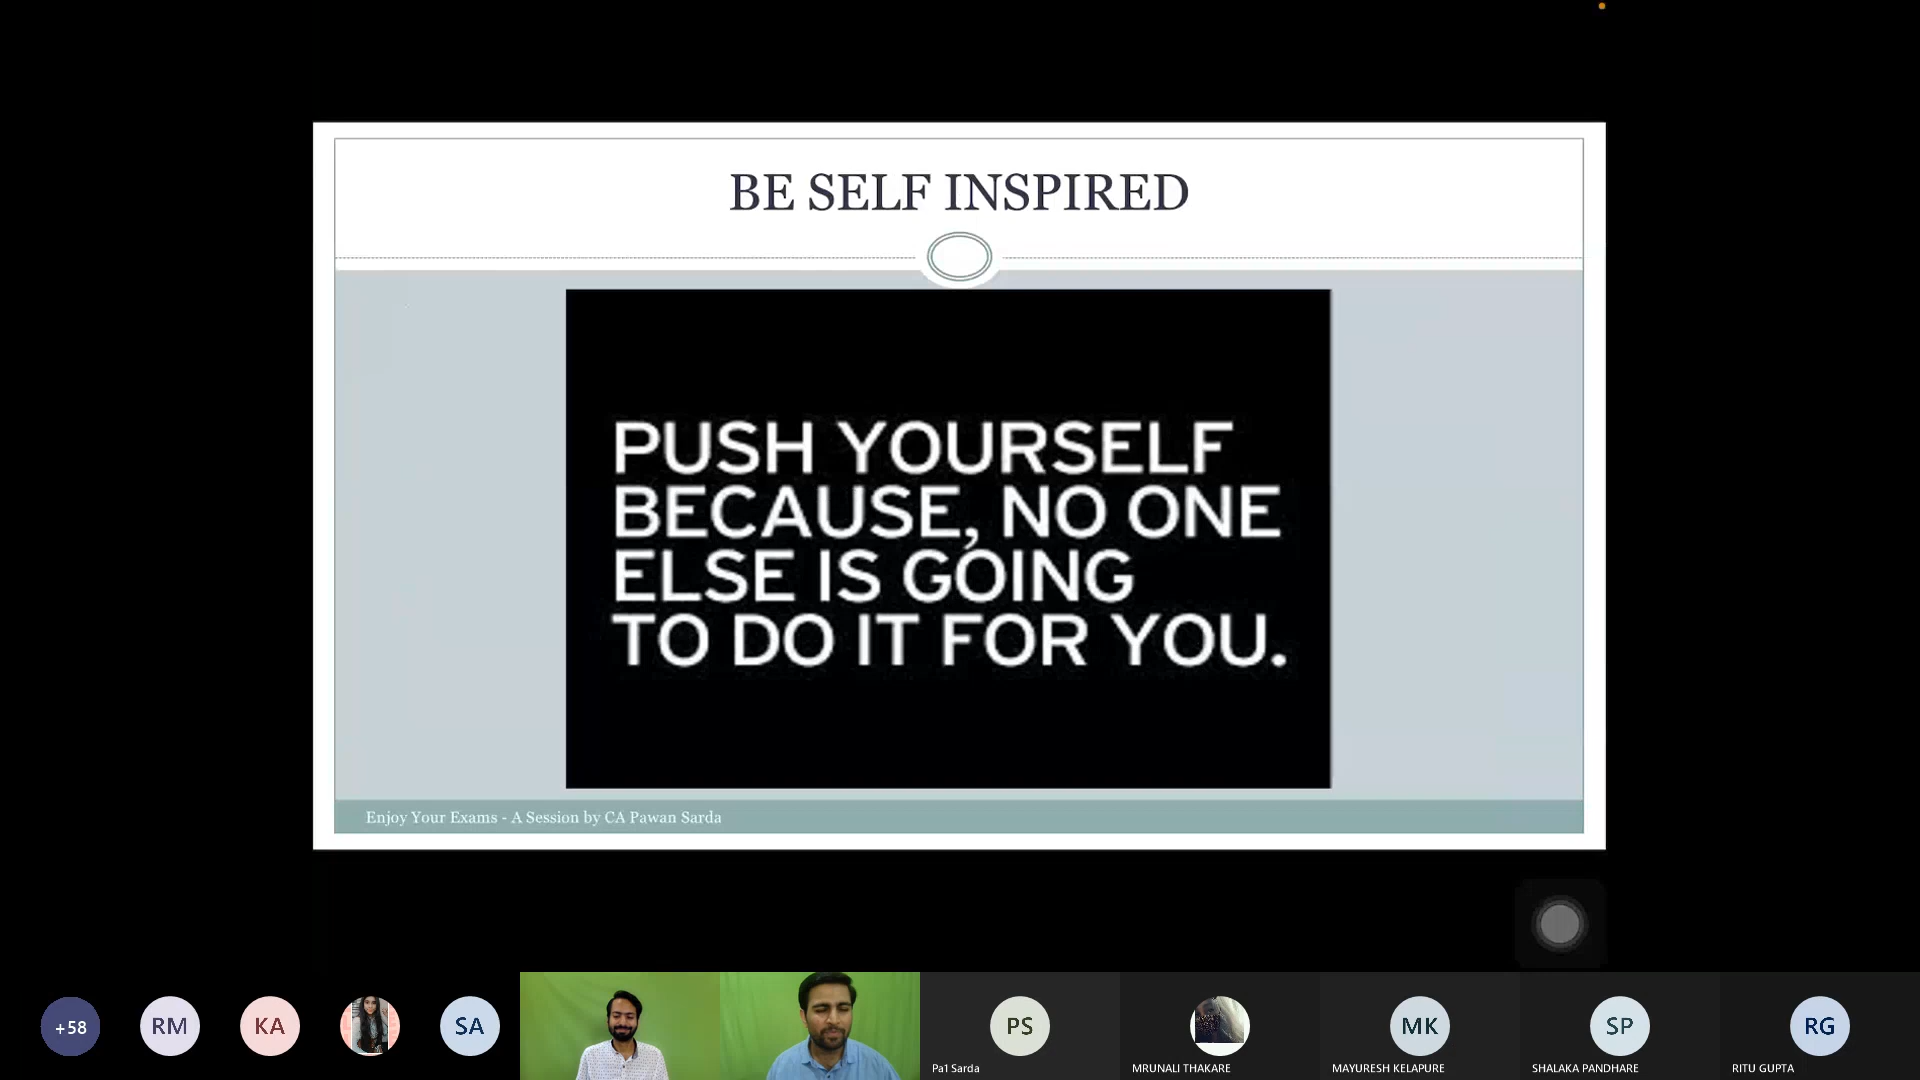 BE SELF INSPIRED
PUSH YOURSELF
BECAUSE, NO ONE
ELSE IS GOING
TO DO IT FOR YOU.
Enjoy Your Exams - A Session by CA Pawan Sarda
+58
RM
KA
SA
PS
MK
SP
RG
Pa1 Sarda
MRUNALI THAKARE
MAYURESH KELAPURE
SHALAKA PANDHARE
RITU GUPTA